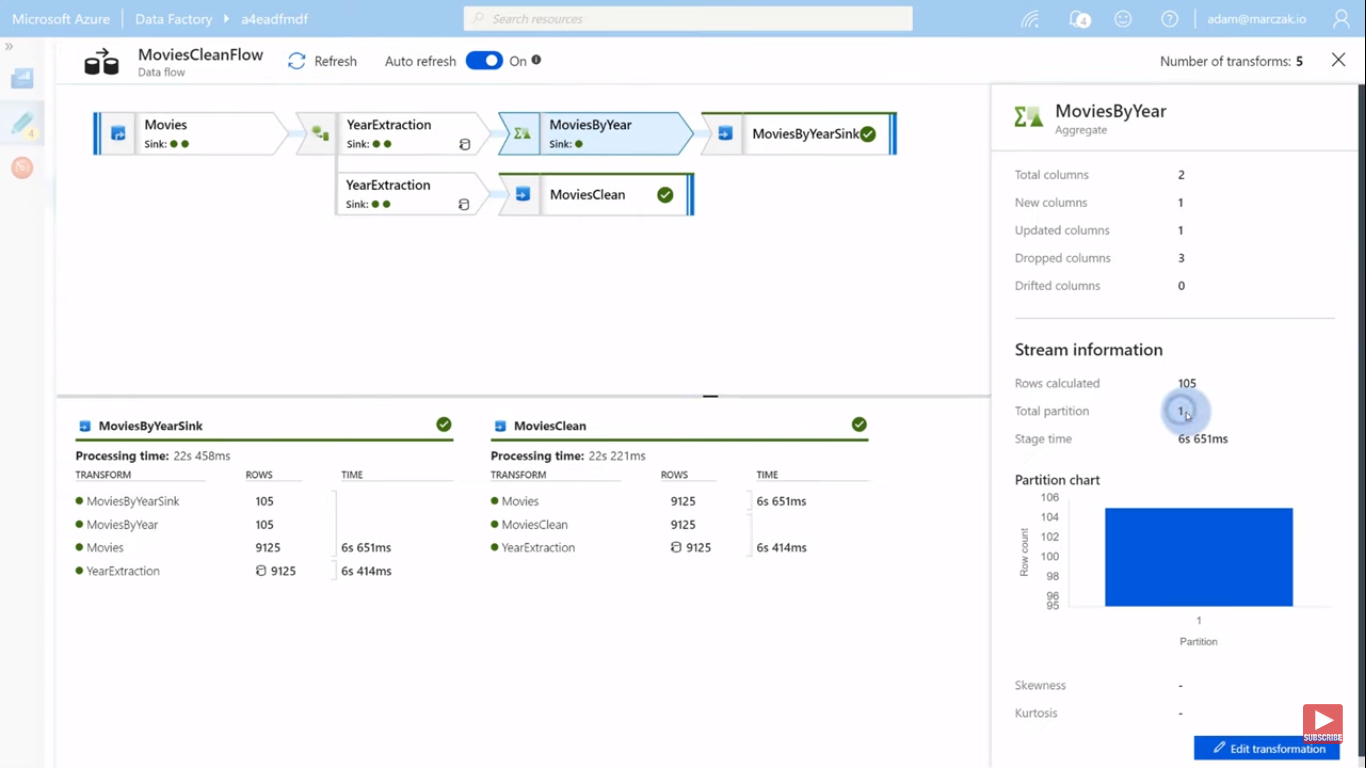 Microsoft Azure
Data Factory
a4eadfmdf
Search resources
4
adam@marczak.io
»
4
MoviesCleanFlow
Data flow
Refresh
Auto refresh
On
Number of transforms: 5
Movies
Sink:
YearExtraction
Sink:
MoviesByYear
Sink:
MoviesByYearSink
YearExtraction
Sink:
MoviesClean
MoviesByYearSink
Processing time: 22s 458ms
TRANSFORM ROWS TIME
MoviesByYearSink 105
MoviesByYear 105
Movies 9125 6s 651ms
YearExtraction 9125 6s 414ms
MoviesClean
Processing time: 22s 221ms
TRANSFORM ROWS TIME
Movies 9125 6s 651ms
MoviesClean 9125
YearExtraction 9125 6s 414ms
MoviesByYear
Aggregate
Total columns 2
New columns 1
Updated columns 1
Dropped columns 3
Drifted columns 0
Stream information
Rows calculated 105
Total partition 1
Stage time 6s 651ms
Partition chart
106
104
102
100
98
96
95
Row count
1
Partition
Skewness -
Kurtosis -
SUBSCRIBE
Edit transformation